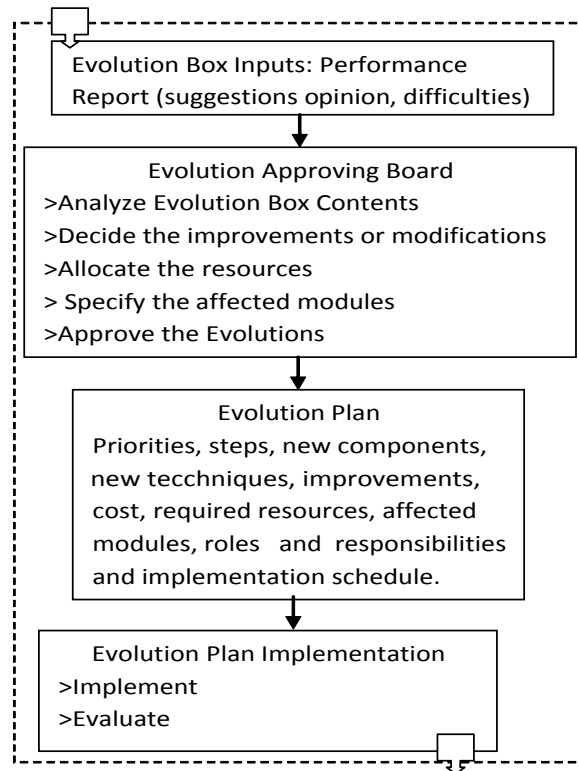 Evolution Box Inputs: Performance
Report (suggestions opinion, difficulties)
Evolution Approving Board
>Analyze Evolution Box Contents
>Decide the improvements or modifications
>Allocate the resources
> Specify the affected modules
>Approve the Evolutions
Evolution Plan
Priorities, steps, new components,
new tecchniques, improvements,
cost, required resources, affected
modules, roles and responsibilities
and implementation schedule.
Evolution Plan Implementation
>Implement
>Evaluate